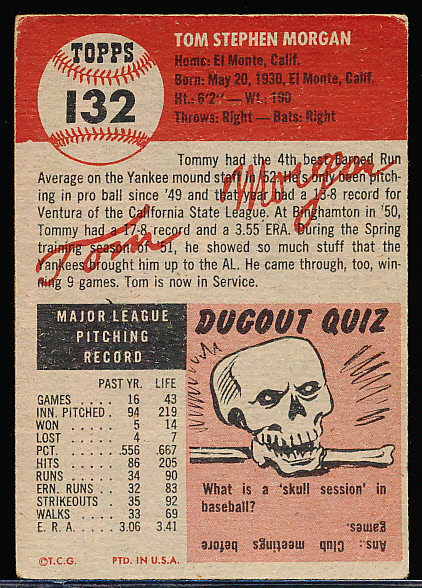 TOPPS
132
TOM STEPHEN MORGAN
Home: El Monte, Calif.
Born: May 20, 1930, El Monte, Calif.
Ht.: 6'2" — Wt.: 190
Throws: Right — Bats: Right
Tommy had the 4th best Earned Run
Average on the Yankee mound staff in '52. He's only been pitch-
ing in pro ball since '49 and that year had a 18-8 record for
Ventura of the California State League. At Binghamton in '50,
Tommy had a 17-8 record and a 3.55 ERA. During the Spring
training season of '51, he showed so much stuff that the
Yankees brought him up to the AL. He came through, too, win-
ning 9 games. Tom is now in Service.
Tom Morgan
MAJOR LEAGUE
PITCHING
RECORD
PAST YR. LIFE
GAMES . . . . . 16 43
INN. PITCHED . 94 219
WON . . . . . 5 14
LOST . . . . . 4 7
PCT. . . . . . .556 .667
HITS . . . . . 86 205
RUNS . . . . . 34 90
ERN. RUNS . . . 32 83
STRIKEOUTS . . 35 92
WALKS . . . . 33 69
E. R. A. . . . . 3.06 3.41
©T.C.G. PTD. IN U.S.A.
DUGOUT QUIZ
What is a 'skull session' in
baseball?
Ans.: Club meetings before
games.